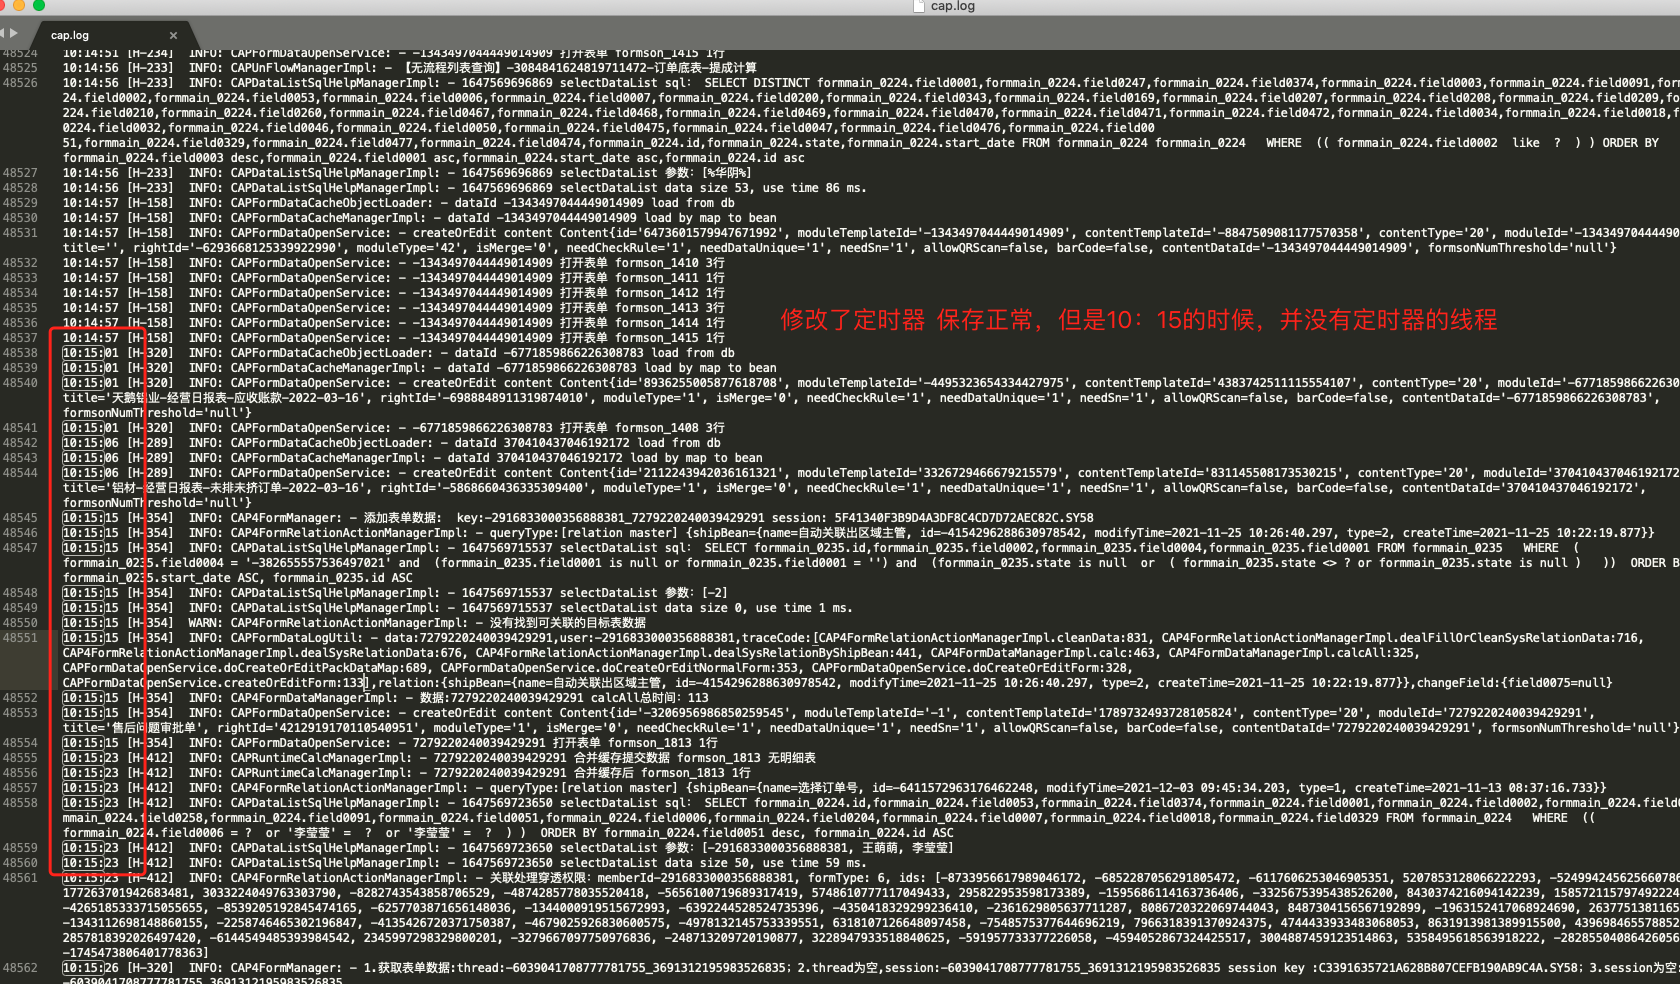 cap.log
cap.log
48524 10:14:51 [H-234]  INFO: CAPFormDataOpenService: - -1343497044449014909 打开表单 formson_1415 1行
48525 10:14:56 [H-233]  INFO: CAPUnFlowManagerImpl: - 【无流程列表查询】-3084841624819711472-订单底表-提成计算
48526 10:14:56 [H-233]  INFO: CAPDataListSqlHelpManagerImpl: - 1647569696869 selectDataList sql: SELECT DISTINCT formmain_0224.field0001,formmain_0224.field0247,formmain_0224.field0374,formmain_0224.field0003,formmain_0224.field0091,for
24.field0002,formmain_0224.field0053,formmain_0224.field0006,formmain_0224.field0007,formmain_0224.field0200,formmain_0224.field0343,formmain_0224.field0169,formmain_0224.field0207,formmain_0224.field0208,formmain_0224.field0209,f
224.field0210,formmain_0224.field0260,formmain_0224.field0467,formmain_0224.field0468,formmain_0224.field0469,formmain_0224.field0470,formmain_0224.field0471,formmain_0224.field0472,formmain_0224.field0034,formmain_0224.field0018,f
0224.field0032,formmain_0224.field0046,formmain_0224.field0050,formmain_0224.field0475,formmain_0224.field0047,formmain_0224.field0476,formmain_0224.field00
51,formmain_0224.field0329,formmain_0224.field0477,formmain_0224.field0474,formmain_0224.id,formmain_0224.state,formmain_0224.start_date FROM formmain_0224 formmain_0224   WHERE  (( formmain_0224.field0002  like  ?  ) ) ORDER BY
formmain_0224.field0003 desc,formmain_0224.field0001 asc,formmain_0224.start_date asc,formmain_0224.id asc
48527 10:14:56 [H-233]  INFO: CAPDataListSqlHelpManagerImpl: - 1647569696869 selectDataList 参数: [%华阴%]
48528 10:14:56 [H-233]  INFO: CAPDataListSqlHelpManagerImpl: - 1647569696869 selectDataList data size 53, use time 86 ms.
48529 10:14:57 [H-158]  INFO: CAPFormDataCacheObjectLoader: - dataId -1343497044449014909 load from db
48530 10:14:57 [H-158]  INFO: CAPFormDataCacheManagerImpl: - dataId -1343497044449014909 load by map to bean
48531 10:14:57 [H-158]  INFO: CAPFormDataOpenService: - createOrEdit content Content{id='6473601579947671992', moduleTemplateId='-1343497044449014909', contentTemplateId='-8847509081177570358', contentType='20', moduleId='-13434970444490
title='', rightId='-6293668125339922990', moduleType='42', isMerge='0', needCheckRule='1', needDataUnique='1', needSn='1', allowQRScan=false, barCode=false, contentDataId='-1343497044449014909', formsonNumThreshold='null'}
48532 10:14:57 [H-158]  INFO: CAPFormDataOpenService: - -1343497044449014909 打开表单 formson_1410 3行
48533 10:14:57 [H-158]  INFO: CAPFormDataOpenService: - -1343497044449014909 打开表单 formson_1411 1行
48534 10:14:57 [H-158]  INFO: CAPFormDataOpenService: - -1343497044449014909 打开表单 formson_1412 1行
48535 10:14:57 [H-158]  INFO: CAPFormDataOpenService: - -1343497044449014909 打开表单 formson_1413 3行
48536 10:14:57 [H-158]  INFO: CAPFormDataOpenService: - -1343497044449014909 打开表单 formson_1414 1行
修改了定时器 保存正常，但是10：15的时候，并没有定时器的线程
48537 10:14:57 [H-158]  INFO: CAPFormDataOpenService: - -1343497044449014909 打开表单 formson_1415 1行
48538 10:15:01 [H-320]  INFO: CAPFormDataCacheObjectLoader: - dataId -6771859866226308783 load from db
48539 10:15:01 [H-320]  INFO: CAPFormDataCacheManagerImpl: - dataId -6771859866226308783 load by map to bean
48540 10:15:01 [H-320]  INFO: CAPFormDataOpenService: - createOrEdit content Content{id='8936255005877618708', moduleTemplateId='-4495323654334427975', contentTemplateId='4383742511115554107', contentType='20', moduleId='-677185986622630
title='天鹅铝业-经营日报表-应收账款-2022-03-16', rightId='-6988848911319874010', moduleType='1', isMerge='0', needCheckRule='1', needDataUnique='1', needSn='1', allowQRScan=false, barCode=false, contentDataId='-6771859866226308783',
formsonNumThreshold='null'}
48541 10:15:01 [H-320]  INFO: CAPFormDataOpenService: - -6771859866226308783 打开表单 formson_1408 3行
48542 10:15:06 [H-289]  INFO: CAPFormDataCacheObjectLoader: - dataId 370410437046192172 load from db
48543 10:15:06 [H-289]  INFO: CAPFormDataCacheManagerImpl: - dataId 370410437046192172 load by map to bean
48544 10:15:06 [H-289]  INFO: CAPFormDataOpenService: - createOrEdit content Content{id='2112243942036161321', moduleTemplateId='3326729466679215579', contentTemplateId='831145508173530215', contentType='20', moduleId='370410437046192172
title='铝材-经营日报表-未排未挤订单-2022-03-16', rightId='-5868660436335309400', moduleType='1', isMerge='0', needCheckRule='1', needDataUnique='1', needSn='1', allowQRScan=false, barCode=false, contentDataId='370410437046192172',
formsonNumThreshold='null'}
48545 10:15:15 [H-354]  INFO: CAP4FormManager: - 添加表单数据:  key:-2916833000356888381_7279220240039429291 session: 5F41340F3B9D4A3DF8C4CD7D72AEC82C.SY58
48546 10:15:15 [H-354]  INFO: CAP4FormRelationActionManagerImpl: - queryType:[relation master] {shipBean={name=自动关联出区域主管, id=-4154296288630978542, modifyTime=2021-11-25 10:26:40.297, type=2, createTime=2021-11-25 10:22:19.877}}
48547 10:15:15 [H-354]  INFO: CAPDataListSqlHelpManagerImpl: - 1647569715537 selectDataList sql: SELECT formmain_0235.id,formmain_0235.field0002,formmain_0235.field0004,formmain_0235.field0001 FROM formmain_0235   WHERE  (
formmain_0235.field0004 = '-382655557536497021' and  (formmain_0235.field0001 is null or formmain_0235.field0001 = '') and  (formmain_0235.state is null  or  ( formmain_0235.state <> ? or formmain_0235.state is null )   ))  ORDER B
formmain_0235.start_date ASC, formmain_0235.id ASC
48548 10:15:15 [H-354]  INFO: CAPDataListSqlHelpManagerImpl: - 1647569715537 selectDataList 参数: [-2]
48549 10:15:15 [H-354]  INFO: CAPDataListSqlHelpManagerImpl: - 1647569715537 selectDataList data size 0, use time 1 ms.
48550 10:15:15 [H-354]  WARN: CAP4FormRelationActionManagerImpl: - 没有找到可关联的目标表数据
48551 10:15:15 [H-354]  INFO: CAPFormDataLogUtil: - data:7279220240039429291,user:-2916833000356888381,traceCode:[CAP4FormRelationActionManagerImpl.cleanData:831, CAP4FormRelationActionManagerImpl.dealFillOrCleanSysRelationData:716,
CAP4FormRelationActionManagerImpl.dealSysRelationData:676, CAP4FormRelationActionManagerImpl.dealSysRelationByShipBean:441, CAP4FormDataManagerImpl.calc:463, CAP4FormDataManagerImpl.calcAll:325,
CAPFormDataOpenService.doCreateOrEditPackDataMap:689, CAPFormDataOpenService.doCreateOrEditNormalForm:353, CAPFormDataOpenService.doCreateOrEditForm:328,
CAPFormDataOpenService.createOrEditForm:133],relation:{shipBean={name=自动关联出区域主管, id=-4154296288630978542, modifyTime=2021-11-25 10:26:40.297, type=2, createTime=2021-11-25 10:22:19.877}},changeField:{field0075=null}
48552 10:15:15 [H-354]  INFO: CAP4FormDataManagerImpl: - 数据:7279220240039429291 calcAll总时间: 113
48553 10:15:15 [H-354]  INFO: CAPFormDataOpenService: - createOrEdit content Content{id='-3206956986850259545', moduleTemplateId='-1', contentTemplateId='1789732493728105824', contentType='20', moduleId='7279220240039429291',
title='售后问题审批单', rightId='4212919170110540951', moduleType='1', isMerge='0', needCheckRule='1', needDataUnique='1', needSn='1', allowQRScan=false, barCode=false, contentDataId='7279220240039429291', formsonNumThreshold='null'}
48554 10:15:15 [H-354]  INFO: CAPFormDataOpenService: - 7279220240039429291 打开表单 formson_1813 1行
48555 10:15:23 [H-412]  INFO: CAPRuntimeCalcManagerImpl: - 7279220240039429291 合并缓存提交数据 formson_1813 无明细表
48556 10:15:23 [H-412]  INFO: CAPRuntimeCalcManagerImpl: - 7279220240039429291 合并缓存后 formson_1813 1行
48557 10:15:23 [H-412]  INFO: CAP4FormRelationActionManagerImpl: - queryType:[relation master] {shipBean={name=选择订单号, id=-6411572963176462248, modifyTime=2021-12-03 09:45:34.203, type=1, createTime=2021-11-13 08:37:16.733}}
48558 10:15:23 [H-412]  INFO: CAPDataListSqlHelpManagerImpl: - 1647569723650 selectDataList sql: SELECT formmain_0224.id,formmain_0224.field0053,formmain_0224.field0374,formmain_0224.field0001,formmain_0224.field0002,formmain_0224.field0
mmain_0224.field0258,formmain_0224.field0091,formmain_0224.field0051,formmain_0224.field0006,formmain_0224.field0204,formmain_0224.field0007,formmain_0224.field0018,formmain_0224.field0329 FROM formmain_0224   WHERE  ((
formmain_0224.field0006 = ?  or '李莹莹' =  ?  or '李莹莹' =  ?  ) )  ORDER BY formmain_0224.field0051 desc, formmain_0224.id ASC
48559 10:15:23 [H-412]  INFO: CAPDataListSqlHelpManagerImpl: - 1647569723650 selectDataList 参数: [-2916833000356888381, 王萌萌, 李莹莹]
48560 10:15:23 [H-412]  INFO: CAPDataListSqlHelpManagerImpl: - 1647569723650 selectDataList data size 50, use time 59 ms.
48561 10:15:23 [H-412]  INFO: CAP4FormRelationActionManagerImpl: - 关联处理穿透权限: memberId-2916833000356888381, formType: 6, ids: [-8733956617989046172, -6852287056291805472, -6117606253046905351, 5207853128066222293, -52499424562566078
177263701942683481, 3033224049763303790, -8282743543858706529, -4874285778035520418, -5656100719689317419, 5748610777117049433, 295822953598173389, -1595686114163736406, -3325675395438526200, 8430374216094142239, 1585721157974922244
-4265185333715055655, -8539205192845474165, -6257703871656148036, -1344000919515672993, -6392244528524735396, -4350418329299236410, -2361629805637711287, 8086720322069744043, 8487304156567192899, -1963152417068924690, 2637751381165
-1343112698148860155, -2258746465302196847, -4135426720371750387, -4679025926830600575, -4978132145753339551, 6318107126648097458, -7548575377644696219, 7966318391370924375, 4744433933483068053, 8631913981389915500, 43969846557885
2857818392026497420, -6144549485393984542, 2345997298329800201, -3279667097750976836, -248713209720190877, 3228947933518840625, -591957733377226058, -4594052867324425517, 3004887459123514863, 5358495618563918222, -28285504086426056
-1745473806401778363]
48562 10:15:26 [H-320]  INFO: CAP4FormManager: - 1.获取表单数据:thread:-6039041708777781755_3691312195983526835; 2.thread为空,session:-6039041708777781755_3691312195983526835 session key :C3391635721A628B807CEFB190AB9C4A.SY58; 3.session为空
-6039041708777781755_3691312195983526835